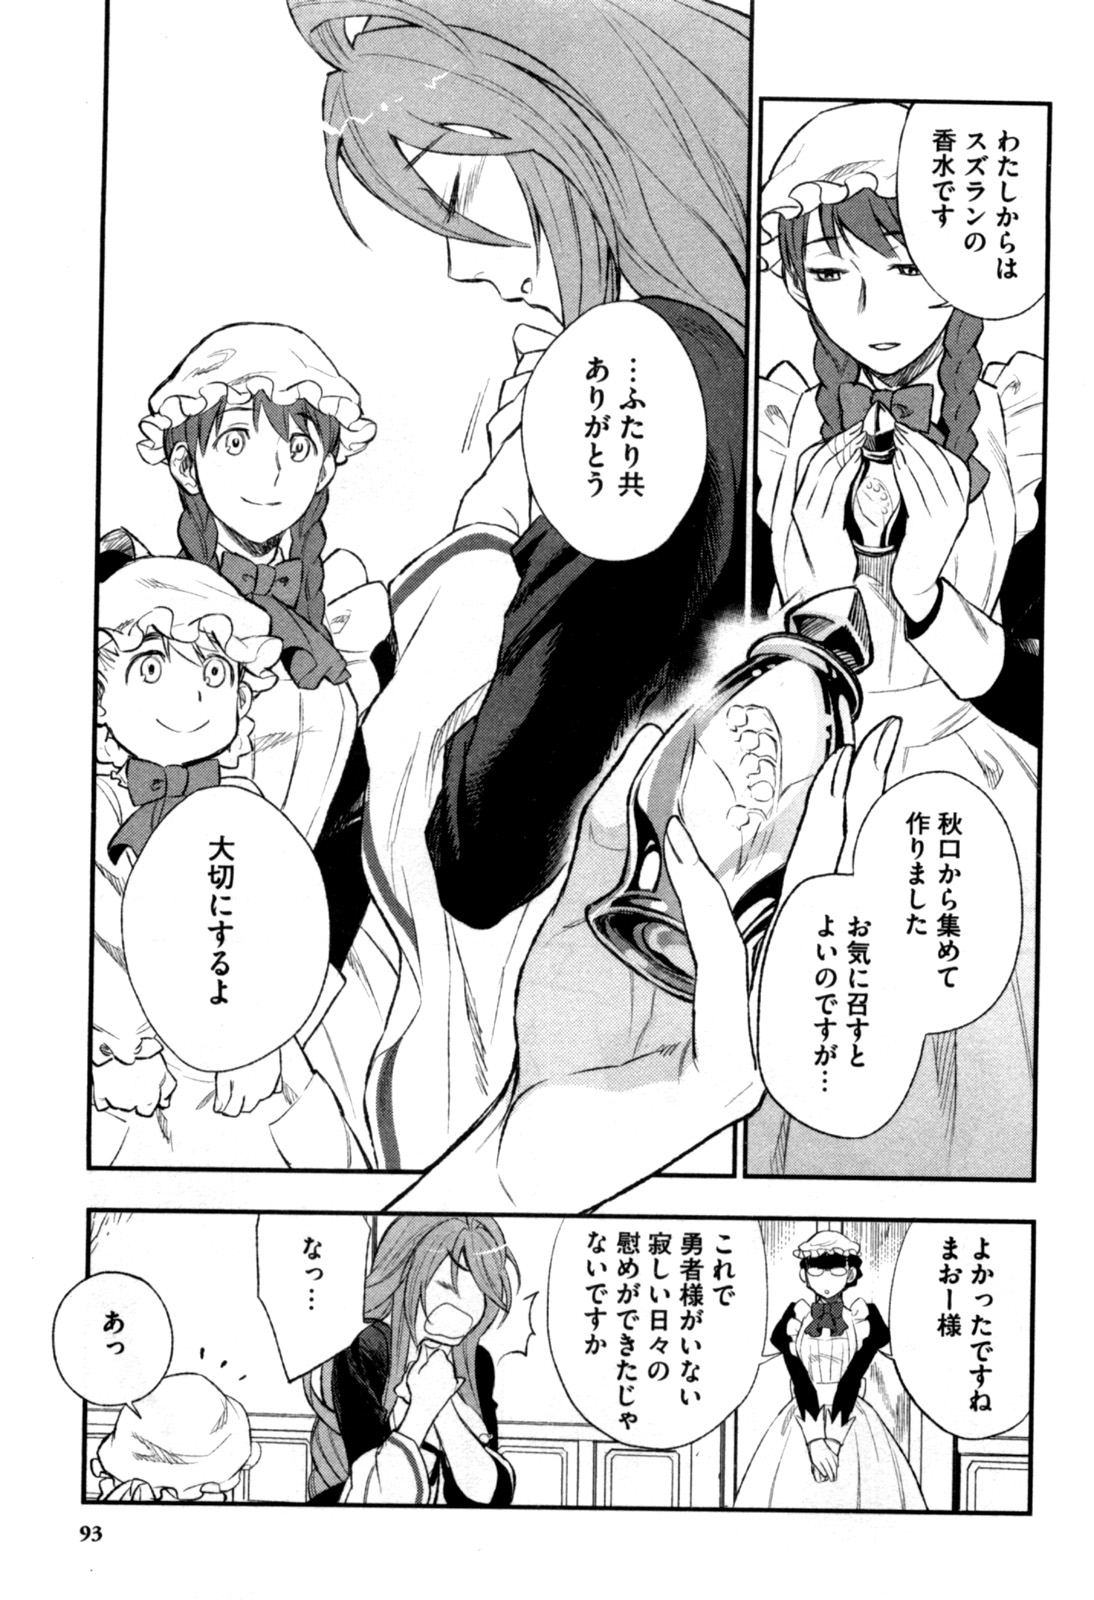 わたしからは
スズランの
香水です
秋口から集めて
作りました
お気に召すと
よいのですが…
…ふたり共
ありがとう
大切にするよ
よかったですね
まおー様
これで
勇者様がいない
寂しい日々の
慰めができたじゃ
ないですか
なっ…
あっ
93